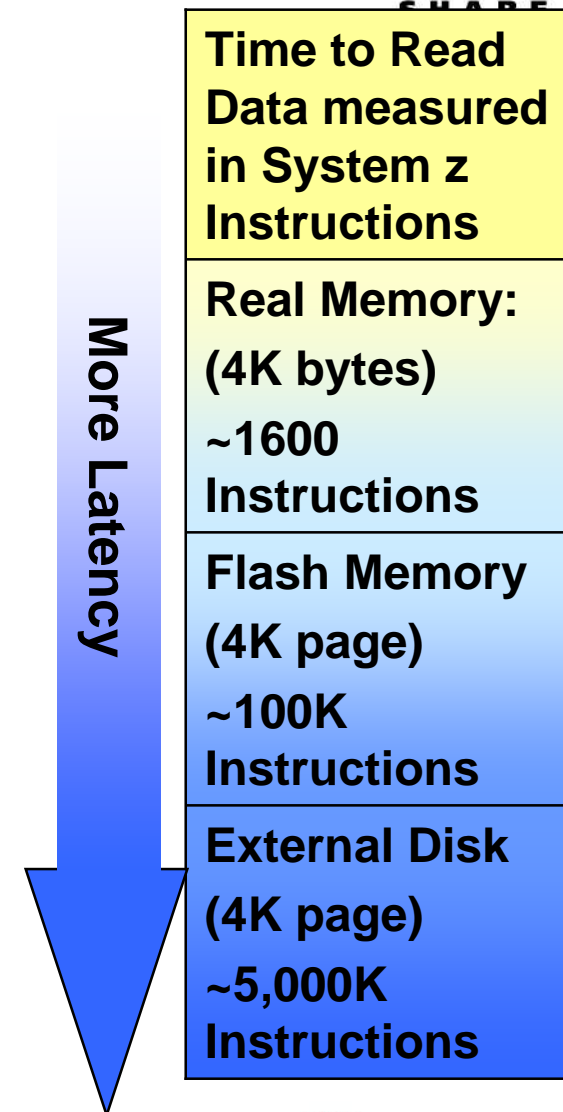 SHARE
Time to Read
Data measured
in System z
Instructions
More Latency
Real Memory:
(4K bytes)
~1600
Instructions
Flash Memory
(4K page)
~100K
Instructions
External Disk
(4K page)
~5,000K
Instructions